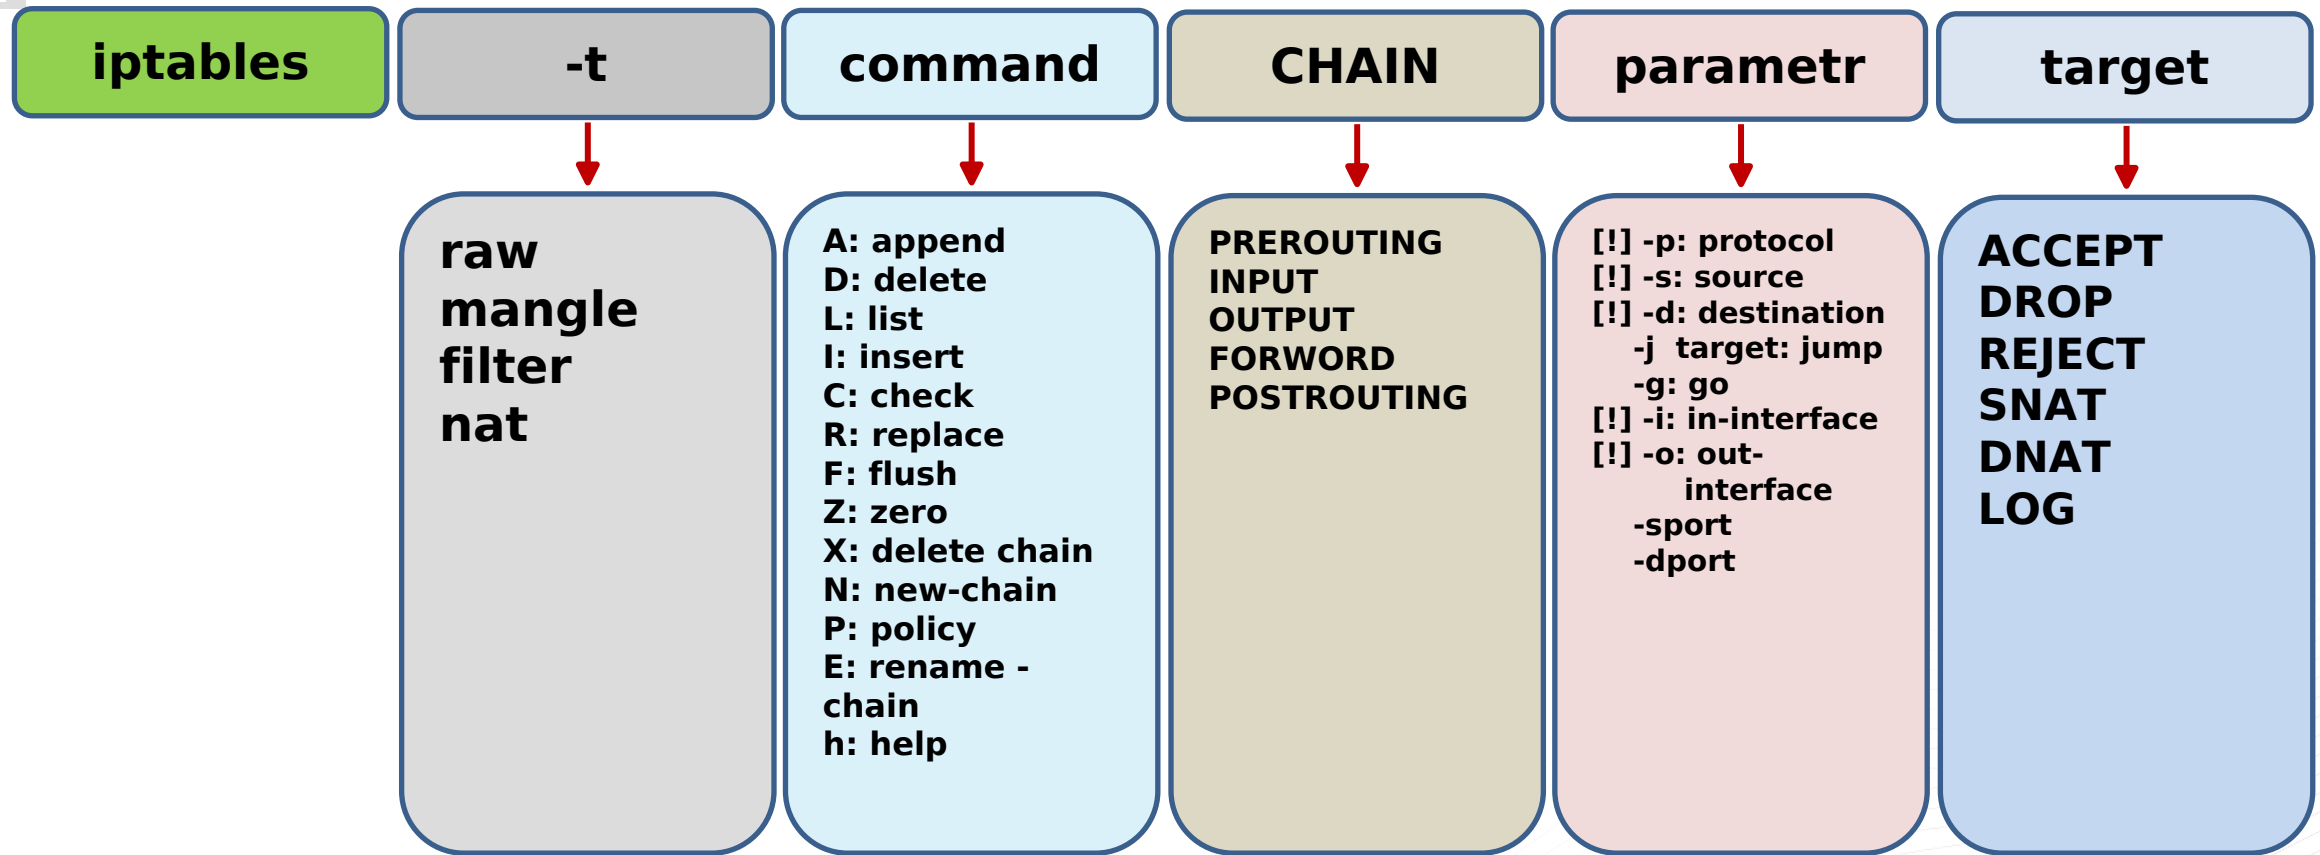 iptables
-t
command
CHAIN
parametr
target
raw
mangle
filter
nat
A: append
D: delete
L: list
I: insert
C: check
R: replace
F: flush
Z: zero
X: delete chain
N: new-chain
P: policy
E: rename -
chain
h: help
PREROUTING
INPUT
OUTPUT
FORWORD
POSTROUTING
[!] -p: protocol
[!] -s: source
[!] -d: destination
-j target: jump
-g: go
[!] -i: in-interface
[!] -o: out-
interface
-sport
-dport
ACCEPT
DROP
REJECT
SNAT
DNAT
LOG